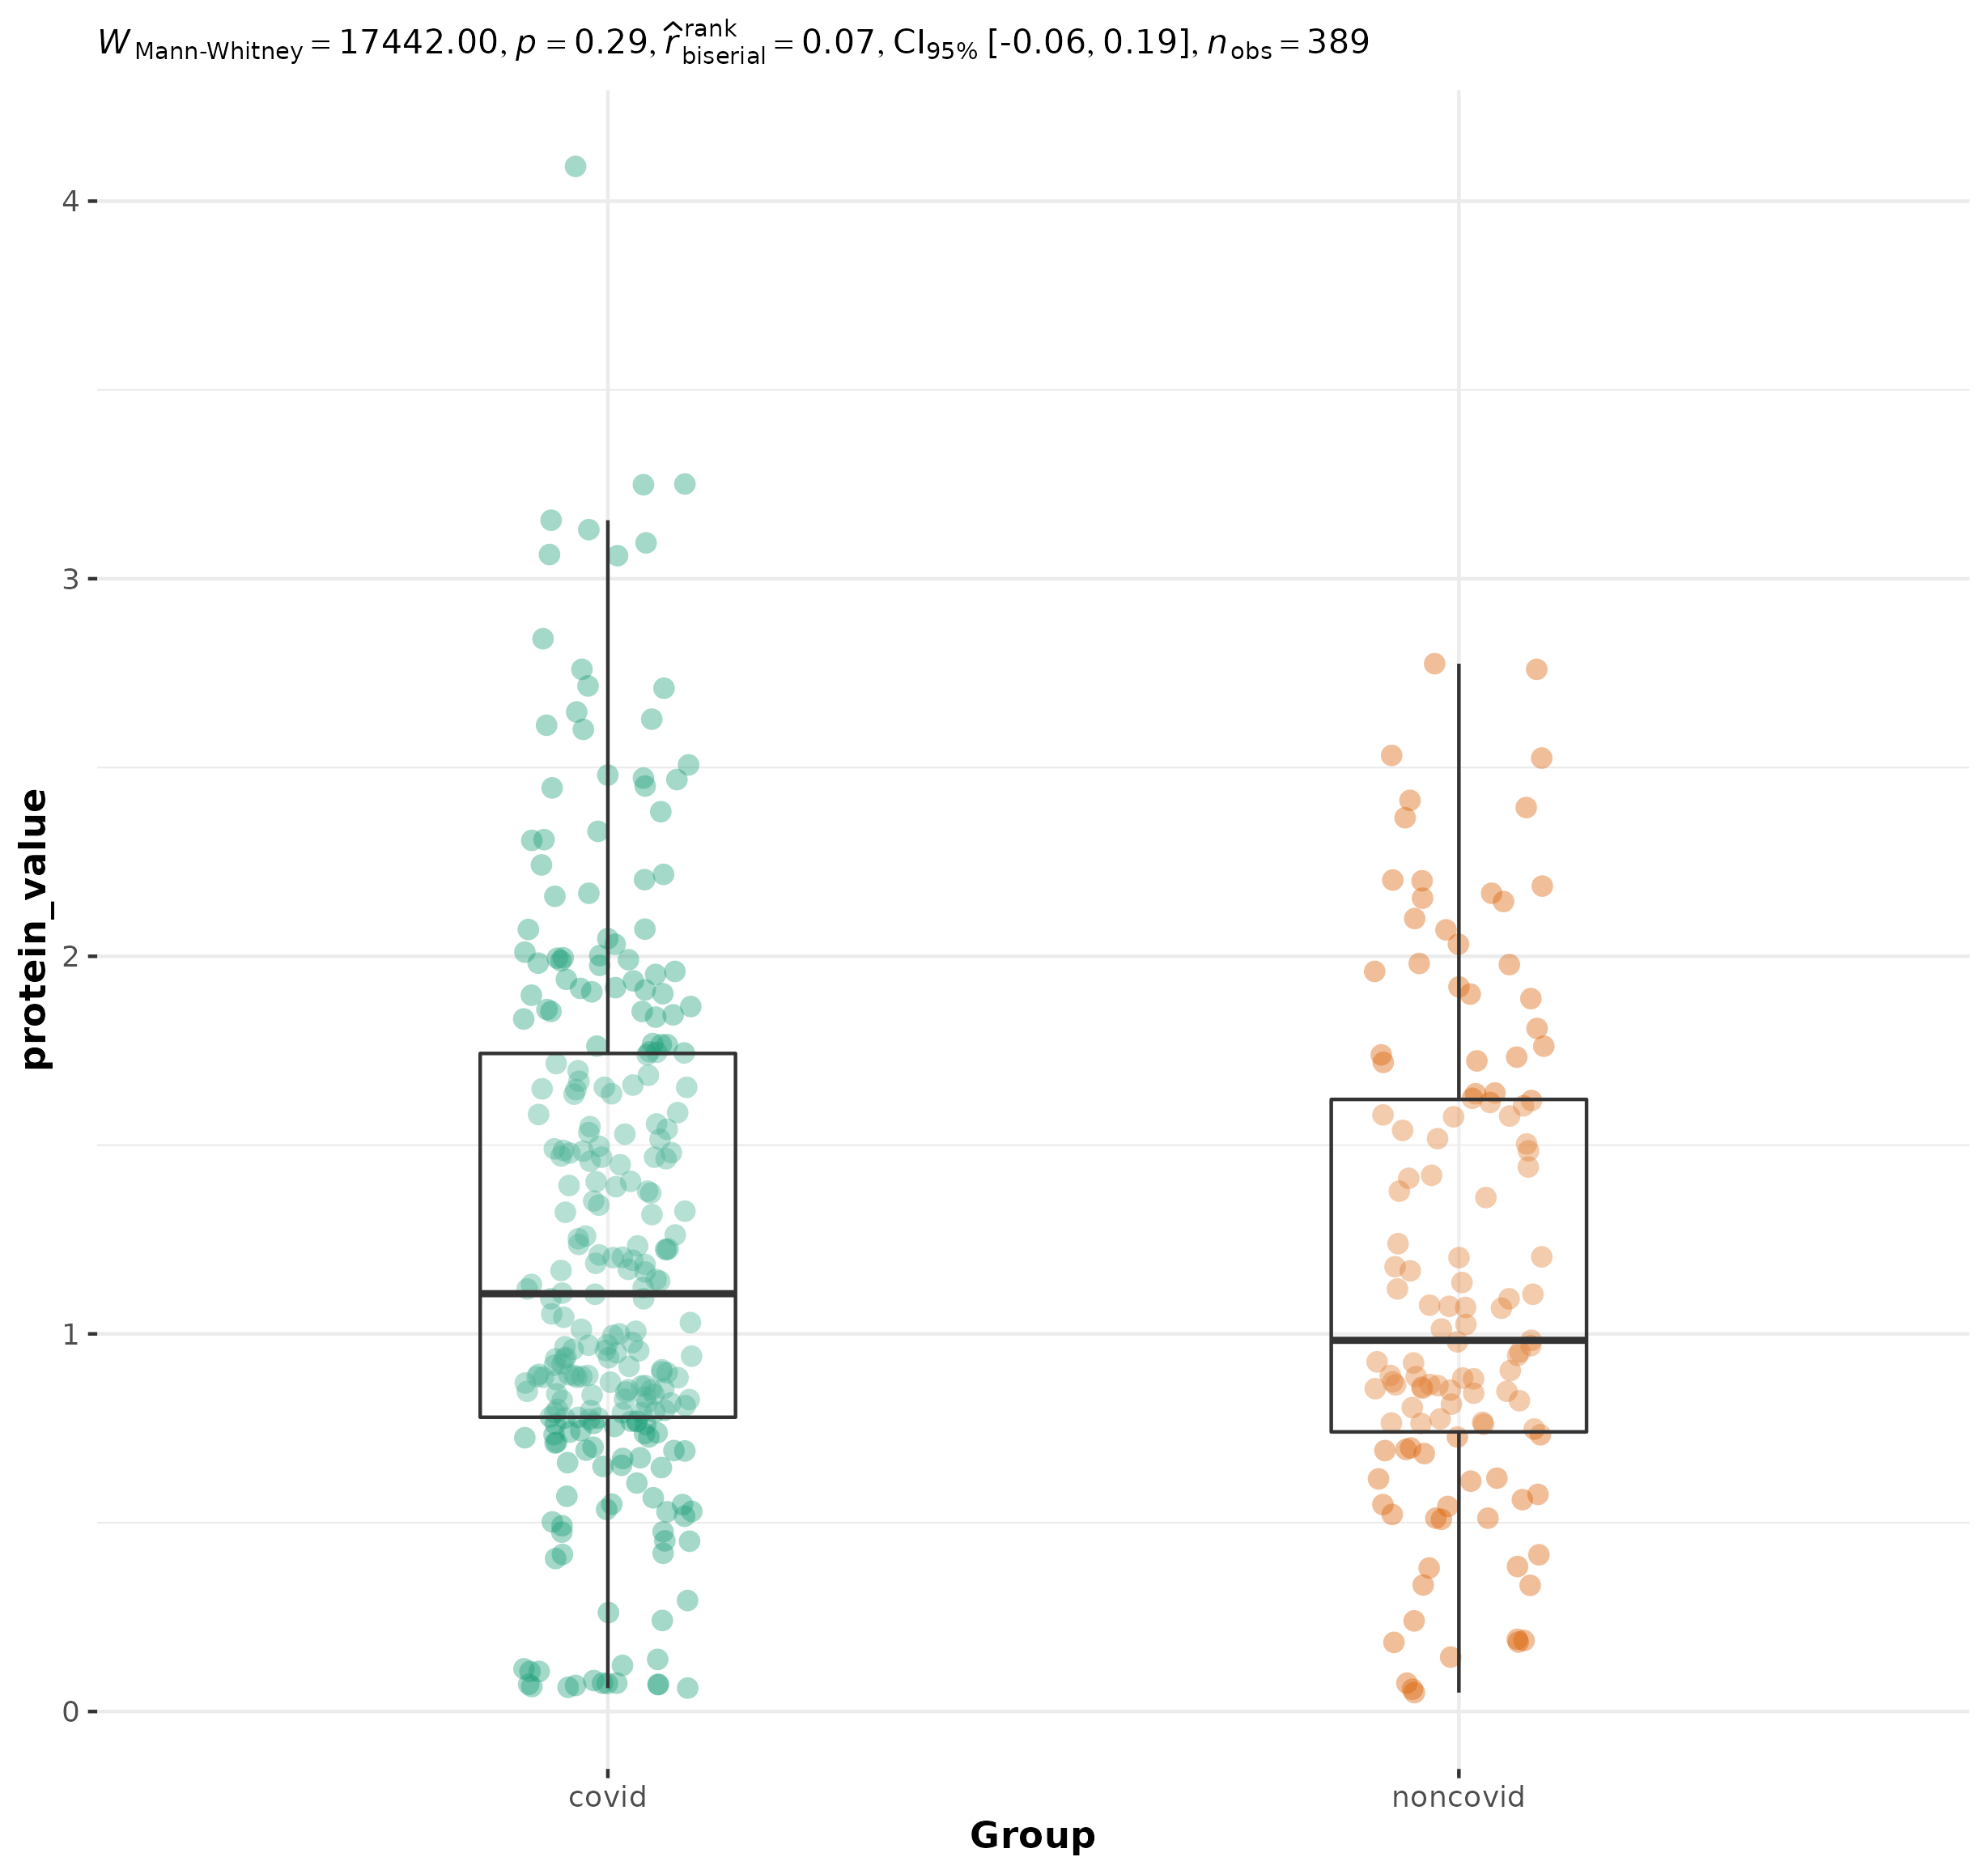 W Mann-Whitney = 17442.00, p = 0.29, r̂ rank biserial = 0.07, CI95% [-0.06, 0.19], n obs = 389
4
3
2
1
0
protein_value
covid noncovid
Group